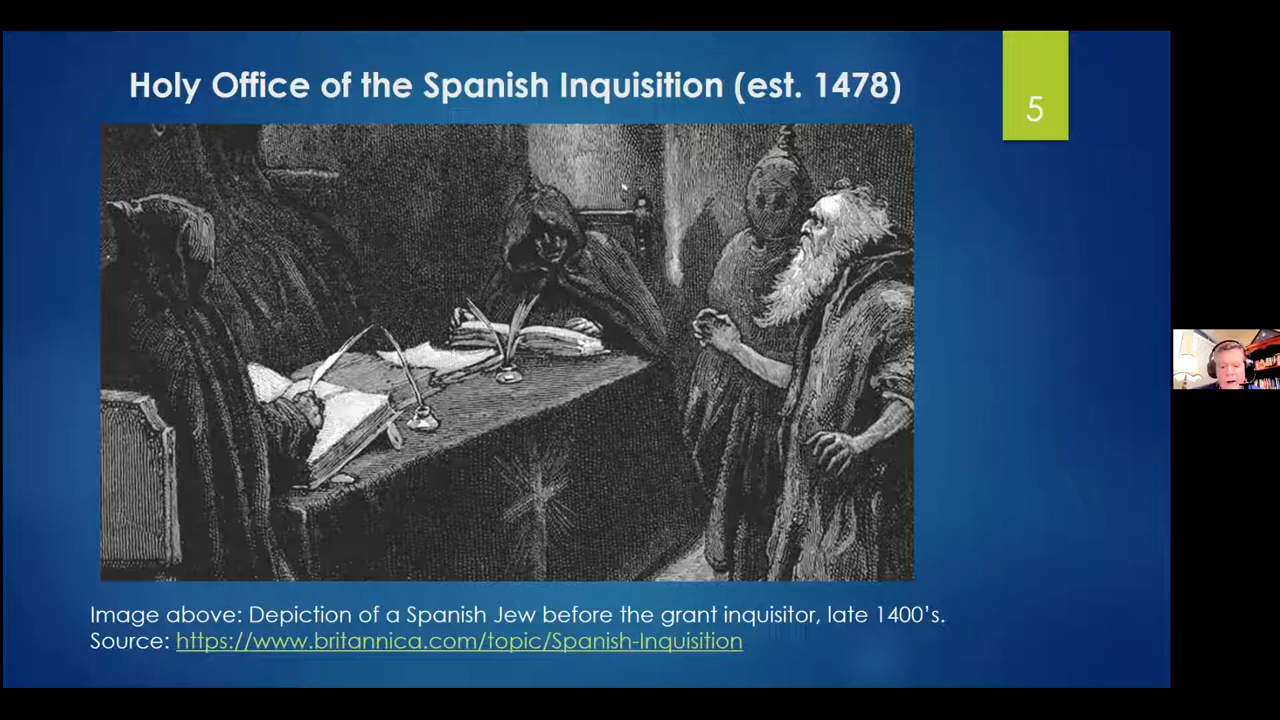 Holy Office of the Spanish Inquisition (est. 1478)
5
Image above: Depiction of a Spanish Jew before the grant inquisitor, late 1400’s.
Source: https://www.britannica.com/topic/Spanish-Inquisition